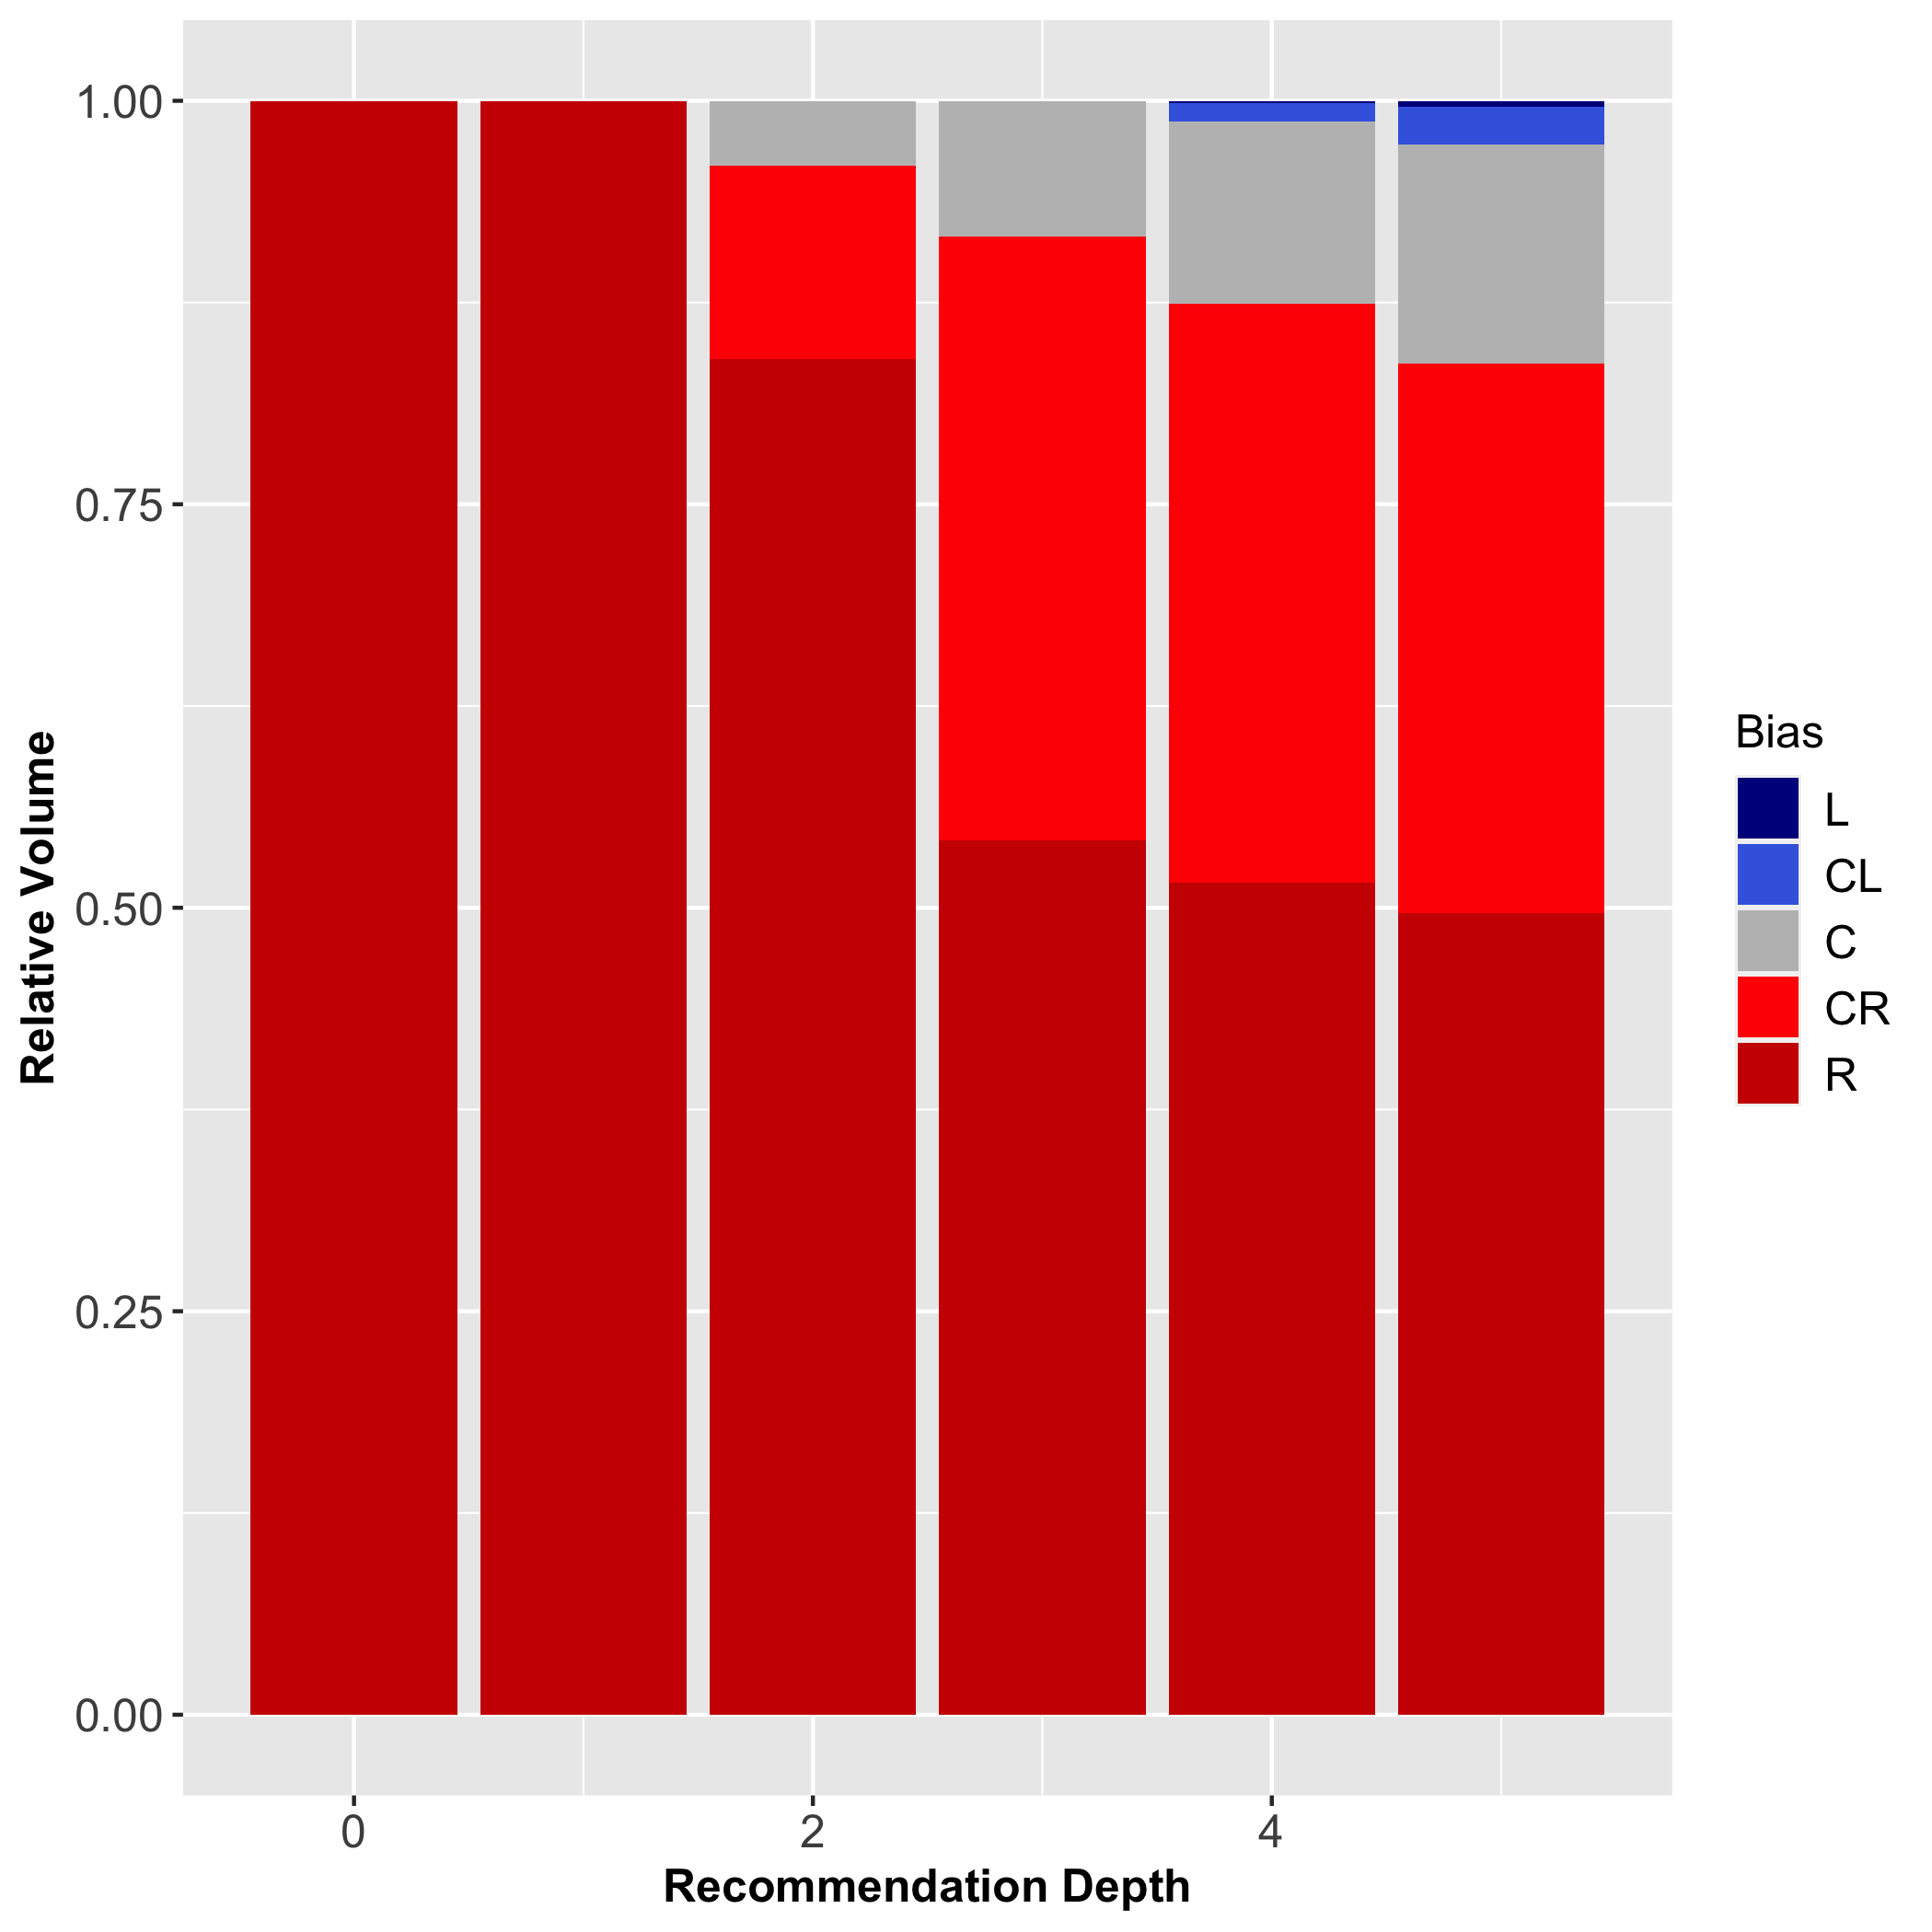 1.00
0.75
0.50
0.25
0.00
Relative Volume
0 2 4
Recommendation Depth
Bias
L
CL
C
CR
R